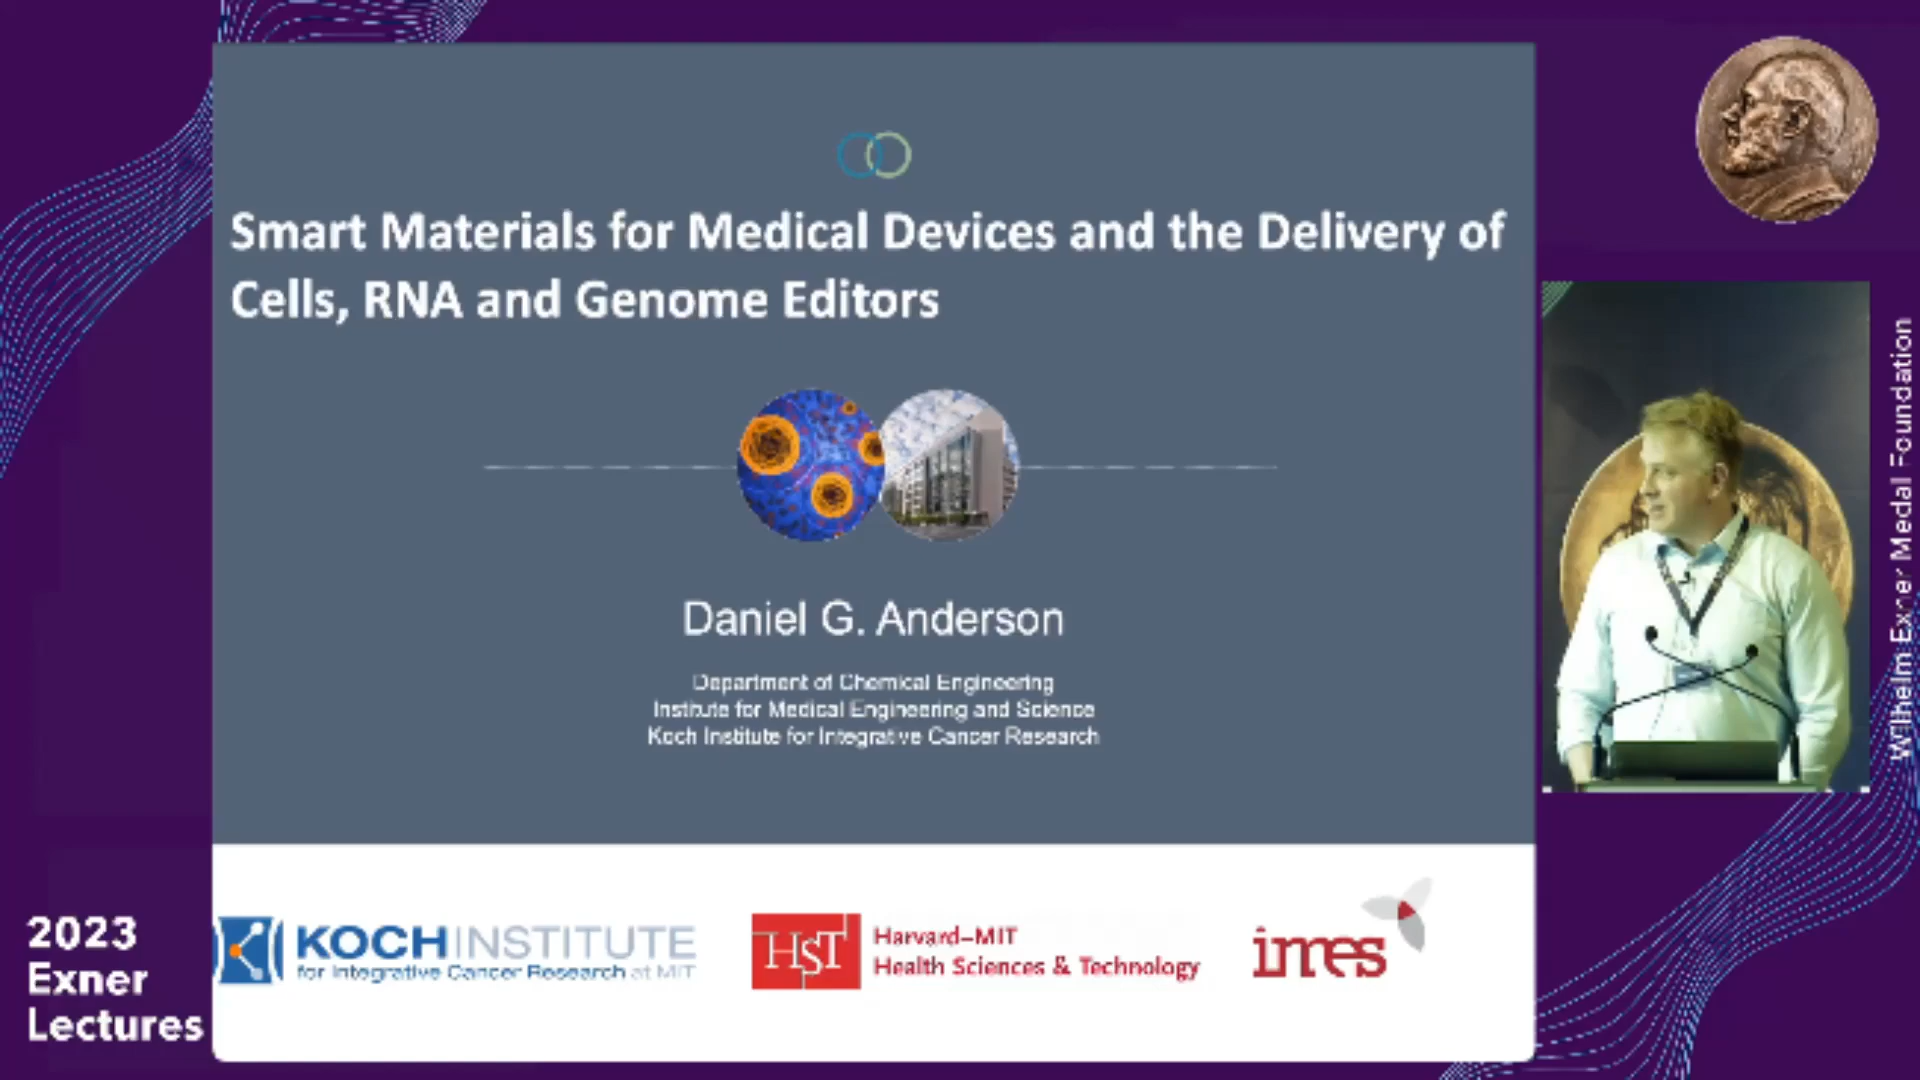 Smart Materials for Medical Devices and the Delivery of
Cells, RNA and Genome Editors
Daniel G. Anderson
Department of Chemical Engineering
Institute for Medical Engineering and Science
Koch Institute for Integrative Cancer Research
KOCH INSTITUTE
for Integrative Cancer Research at MIT
HST
Harvard–MIT
Health Sciences & Technology
imes
2023
Exner
Lectures
Wilhelm Exner Medal Foundation